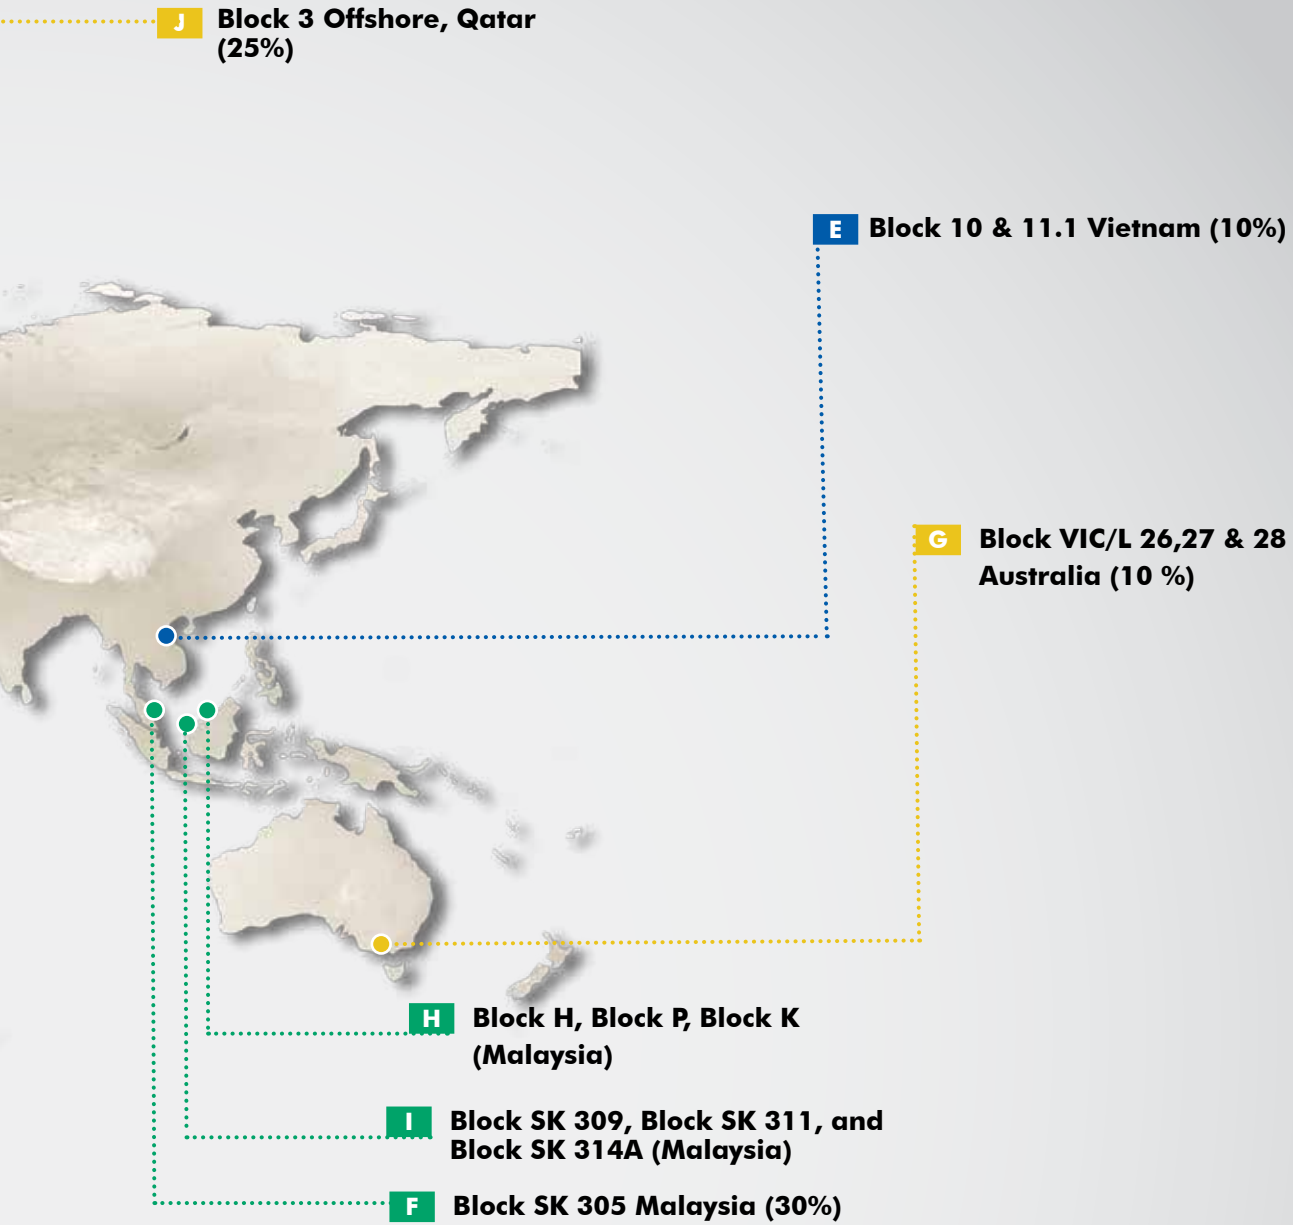 J Block 3 Offshore, Qatar
(25%)
E Block 10 & 11.1 Vietnam (10%)
G Block VIC/L 26,27 & 28
Australia (10 %)
H Block H, Block P, Block K
(Malaysia)
I Block SK 309, Block SK 311, and
Block SK 314A (Malaysia)
F Block SK 305 Malaysia (30%)